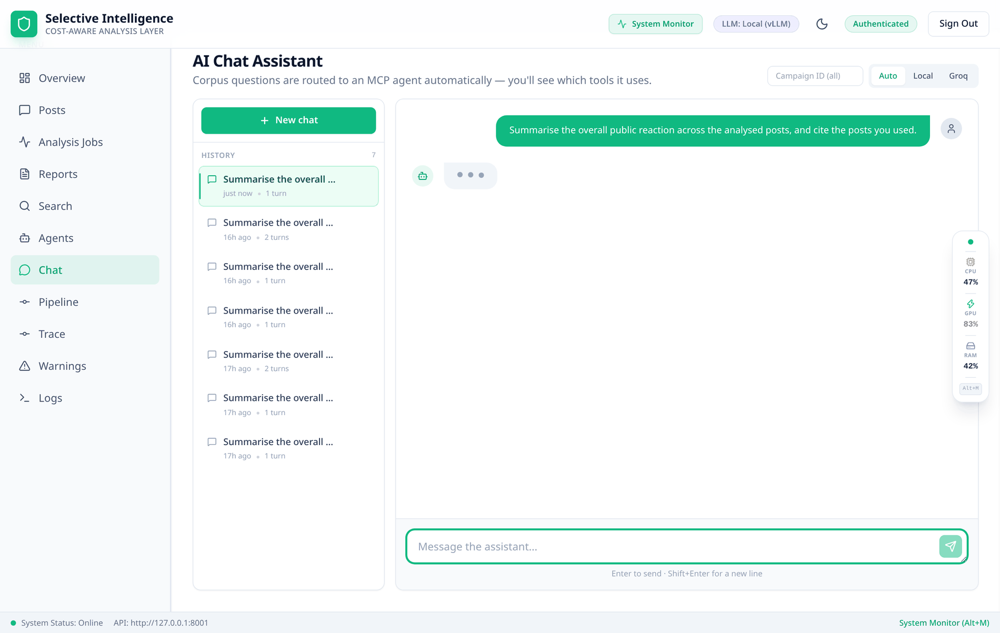 Selective Intelligence
COST-AWARE ANALYSIS LAYER
System Monitor
LLM: Local (vLLM)
Authenticated
Sign Out
MENU
Overview
Posts
Analysis Jobs
Reports
Search
Agents
Chat
Pipeline
Trace
Warnings
Logs
AI Chat Assistant
Corpus questions are routed to an MCP agent automatically — you'll see which tools it uses.
Campaign ID (all)
Auto
Local
Groq
+ New chat
HISTORY
7
Summarise the overall ...
just now • 1 turn
Summarise the overall ...
16h ago • 2 turns
Summarise the overall ...
16h ago • 1 turn
Summarise the overall ...
16h ago • 1 turn
Summarise the overall ...
17h ago • 2 turns
Summarise the overall ...
17h ago • 1 turn
Summarise the overall ...
17h ago • 1 turn
Summarise the overall public reaction across the analysed posts, and cite the posts you used.
CPU
47%
GPU
83%
RAM
42%
Alt+M
Message the assistant...
Enter to send · Shift+Enter for a new line
System Status: Online
API: http://127.0.0.1:8001
System Monitor (Alt+M)